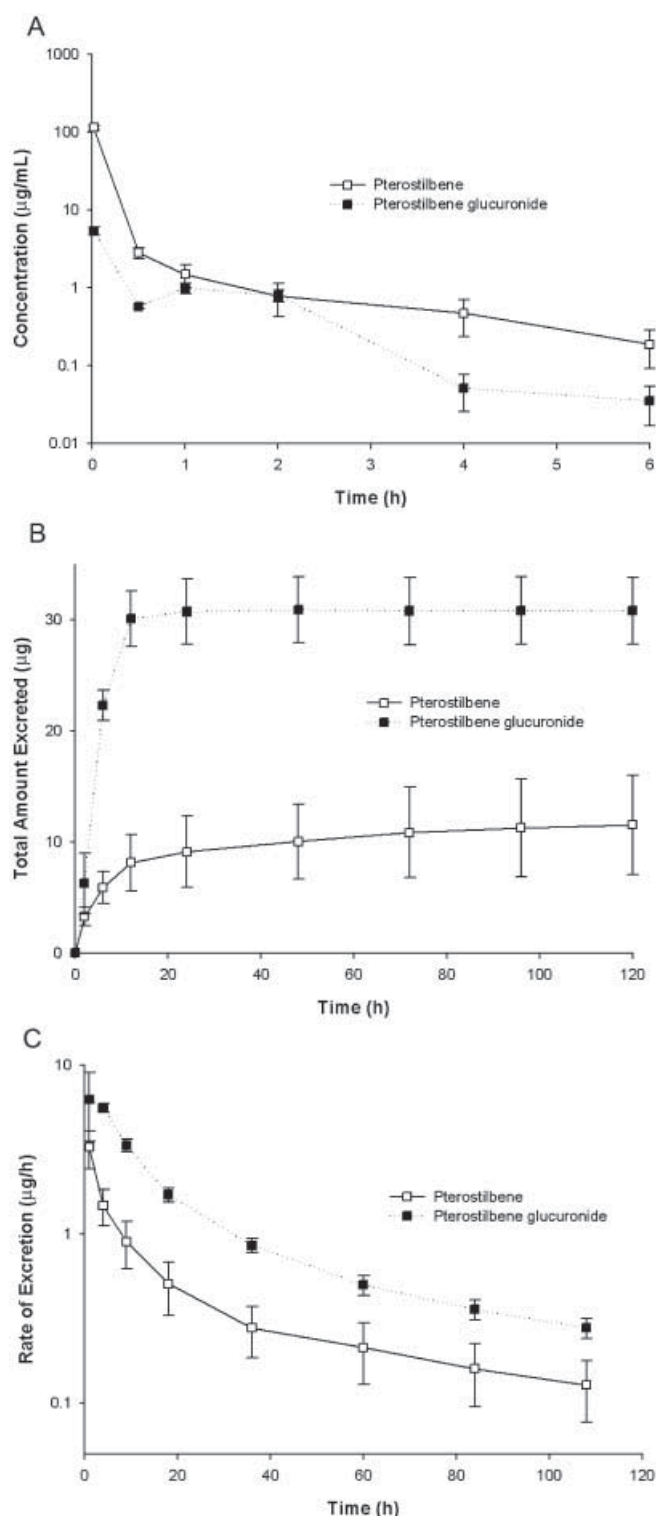 A
1000
100
10
1
0.1
0.01
Concentration (µg/mL)
Pterostilbene
Pterostilbene glucuronide
0 1 2 3 4 5 6
Time (h)
B
30
20
10
0
Total Amount Excreted (µg)
Pterostilbene
Pterostilbene glucuronide
0 20 40 60 80 100 120
Time (h)
C
10
1
0.1
Rate of Excretion (µg/h)
Pterostilbene
Pterostilbene glucuronide
0 20 40 60 80 100 120
Time (h)